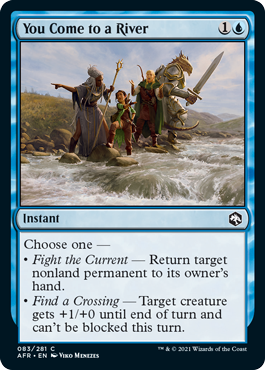 You Come to a River 1
Instant
Choose one —
• Fight the Current — Return target
nonland permanent to its owner's
hand.
• Find a Crossing — Target creature
gets +1/+0 until end of turn and
can't be blocked this turn.
083/281 C
AFR • EN Viko Menezes
™ & © 2021 Wizards of the Coast